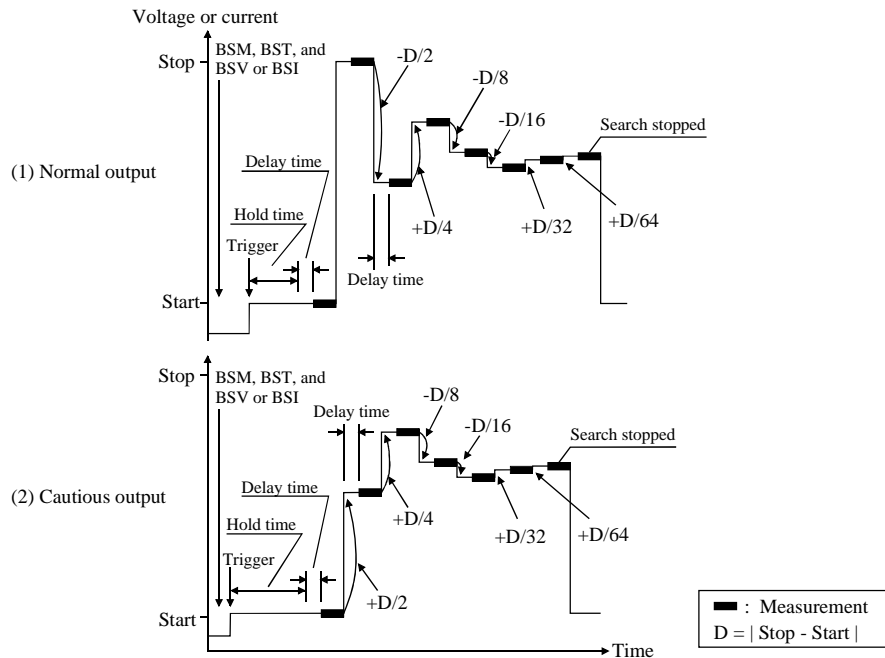 Voltage or current
Stop
BSM, BST, and
BSV or BSI
-D/2
-D/8
-D/16
Search stopped
(1) Normal output
Delay time
Hold time
Trigger
+D/4
+D/32
+D/64
Delay time
Start
Stop
BSM, BST, and
BSV or BSI
Delay time
-D/8
-D/16
Search stopped
(2) Cautious output
Delay time
Hold time
Trigger
+D/4
+D/32
+D/64
+D/2
Start
Time
: Measurement
D = | Stop - Start |